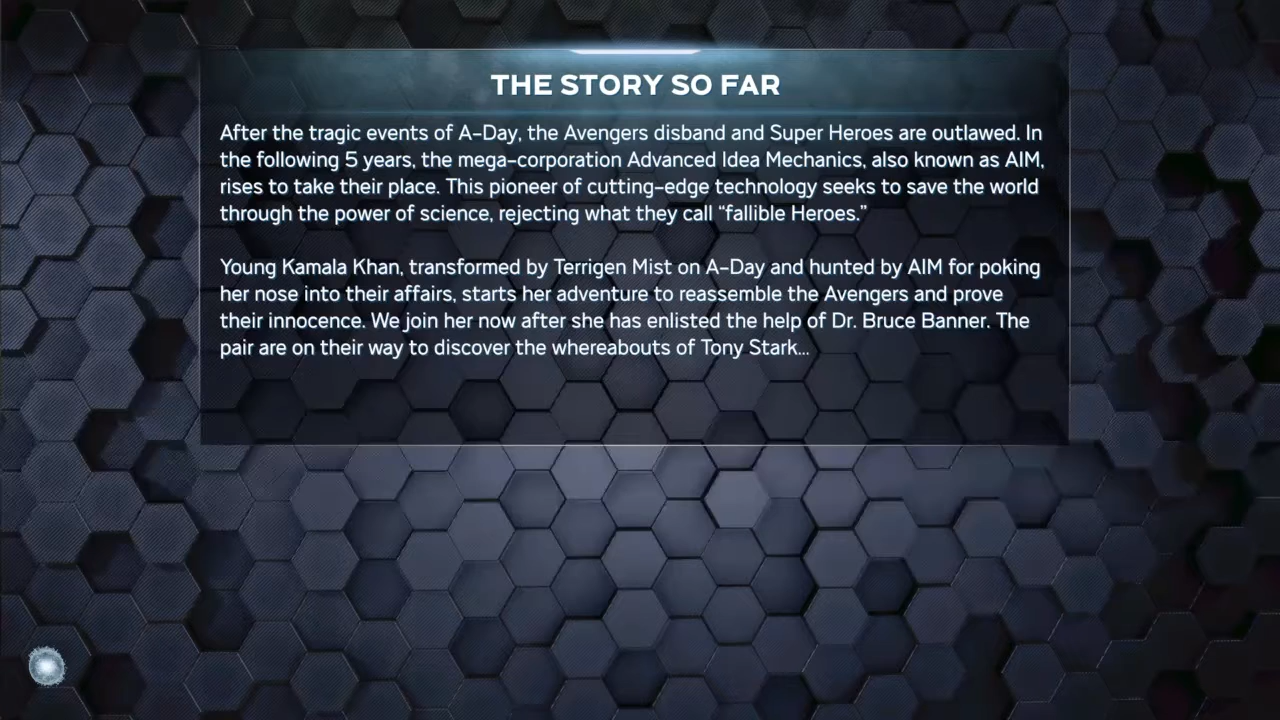 THE STORY SO FAR
After the tragic events of A-Day, the Avengers disband and Super Heroes are outlawed. In
the following 5 years, the mega-corporation Advanced Idea Mechanics, also known as AIM,
rises to take their place. This pioneer of cutting-edge technology seeks to save the world
through the power of science, rejecting what they call “fallible Heroes.”
Young Kamala Khan, transformed by Terrigen Mist on A-Day and hunted by AIM for poking
her nose into their affairs, starts her adventure to reassemble the Avengers and prove
their innocence. We join her now after she has enlisted the help of Dr. Bruce Banner. The
pair are on their way to discover the whereabouts of Tony Stark...